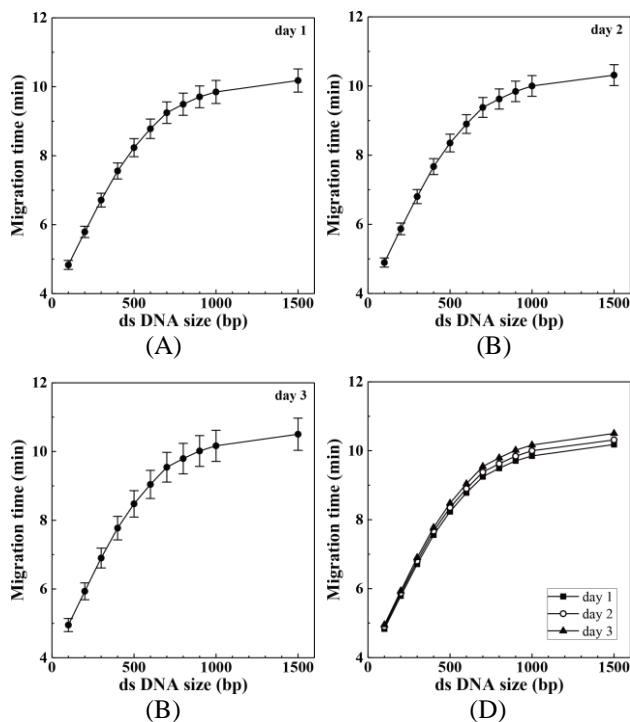 12
10
8
6
4
Migration time (min)
day 1
0 500 1000 1500
ds DNA size (bp)
(A)
12
10
8
6
4
Migration time (min)
day 2
0 500 1000 1500
ds DNA size (bp)
(B)
12
10
8
6
4
Migration time (min)
day 3
0 500 1000 1500
ds DNA size (bp)
(B)
12
10
8
6
4
Migration time (min)
day 1
day 2
day 3
0 500 1000 1500
ds DNA size (bp)
(D)